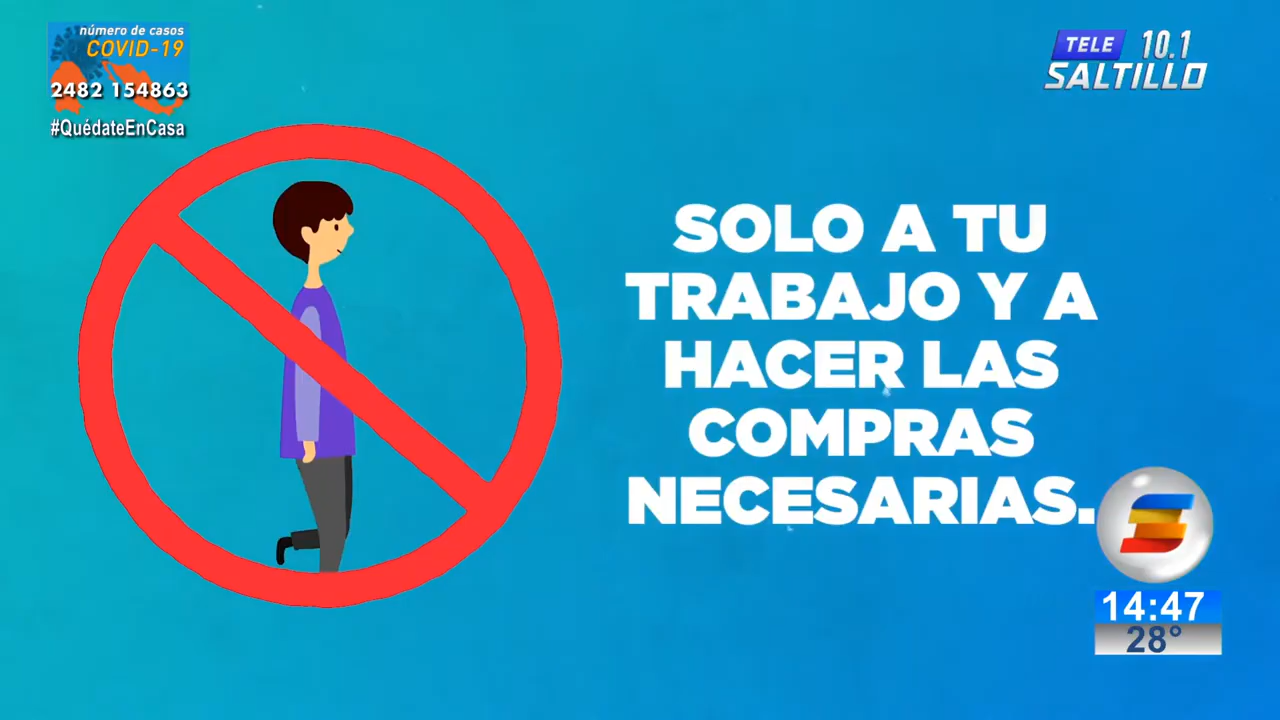 número de casos
COVID-19
2482 154863
#QuédateEnCasa
TELE 10.1
SALTILLO
SOLO A TU
TRABAJO Y A
HACER LAS
COMPRAS
NECESARIAS.
S
14:47
28°